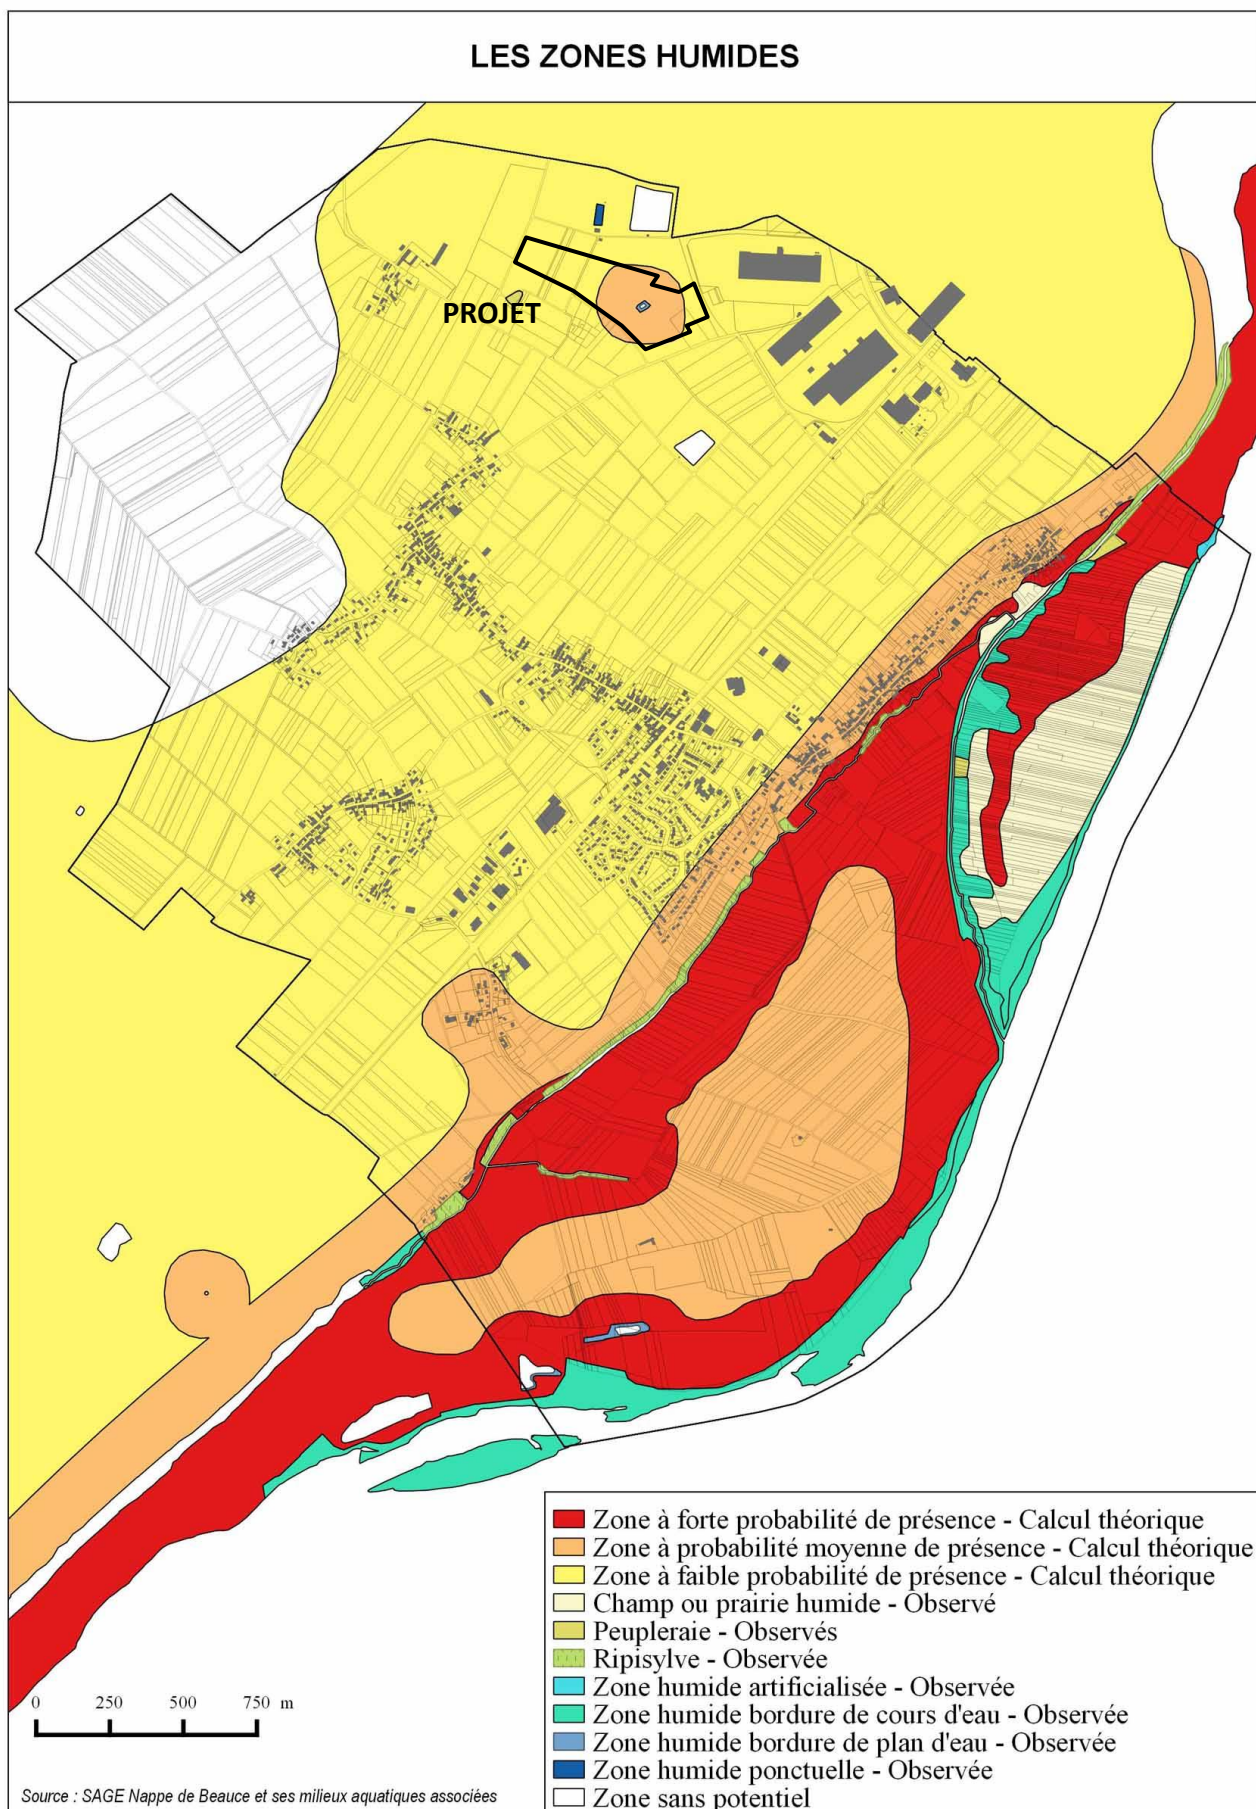 LES ZONES HUMIDES
PROJET
Zone à forte probabilité de présence - Calcul théorique
Zone à probabilité moyenne de présence - Calcul théorique
Zone à faible probabilité de présence - Calcul théorique
Champ ou prairie humide - Observé
Peupleraie - Observés
Ripisylve - Observée
Zone humide artificialisée - Observée
Zone humide bordure de cours d'eau - Observée
Zone humide bordure de plan d'eau - Observée
Zone humide ponctuelle - Observée
Zone sans potentiel
0 250 500 750 m
Source : SAGE Nappe de Beauce et ses milieux aquatiques associées